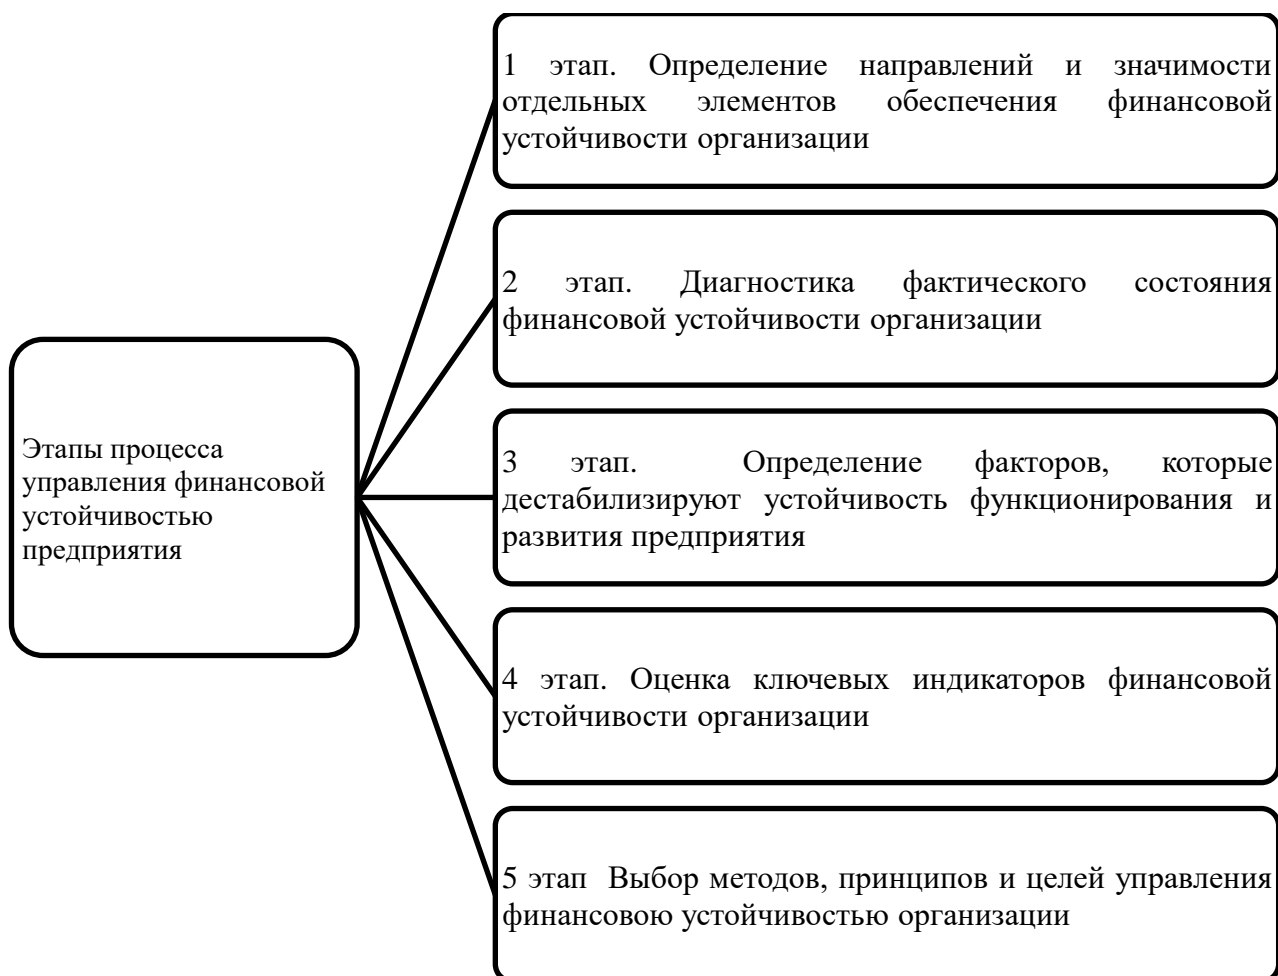 1 этап. Определение направлений и значимости
отдельных элементов обеспечения финансовой
устойчивости организации
2 этап. Диагностика фактического состояния
финансовой устойчивости организации
Этапы процесса
управления финансовой
устойчивостью
предприятия
3 этап. Определение факторов, которые
дестабилизируют устойчивость функционирования и
развития предприятия
4 этап. Оценка ключевых индикаторов финансовой
устойчивости организации
5 этап Выбор методов, принципов и целей управления
финансовою устойчивостью организации